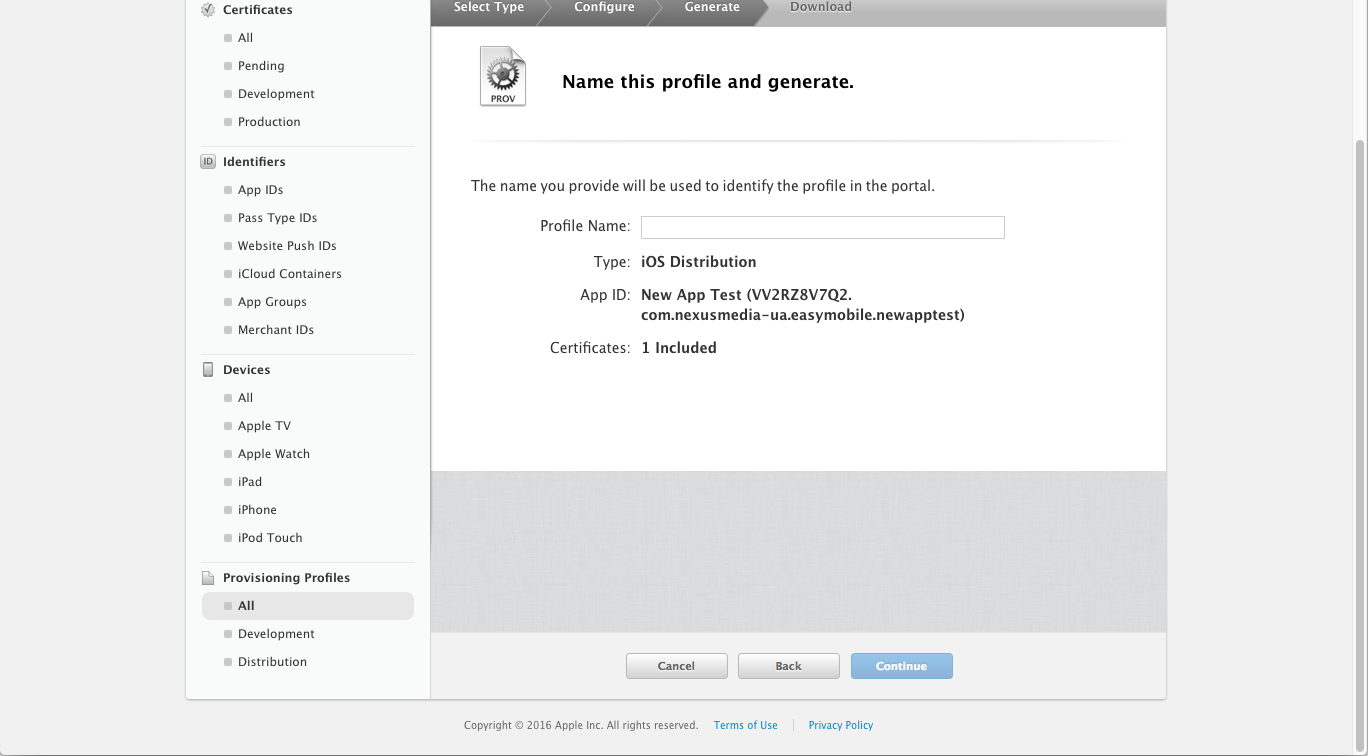 Certificates
All
Pending
Development
Production
ID Identifiers
App IDs
Pass Type IDs
Website Push IDs
iCloud Containers
App Groups
Merchant IDs
Devices
All
Apple TV
Apple Watch
iPad
iPhone
iPod Touch
Provisioning Profiles
All
Development
Distribution
Select Type Configure Generate Download
PROV
Name this profile and generate.
The name you provide will be used to identify the profile in the portal.
Profile Name:
Type: iOS Distribution
App ID: New App Test (VV2RZ8V7Q2.
com.nexusmedia-ua.easymobile.newapptest)
Certificates: 1 Included
Cancel Back Continue
Copyright © 2016 Apple Inc. All rights reserved. Terms of Use Privacy Policy